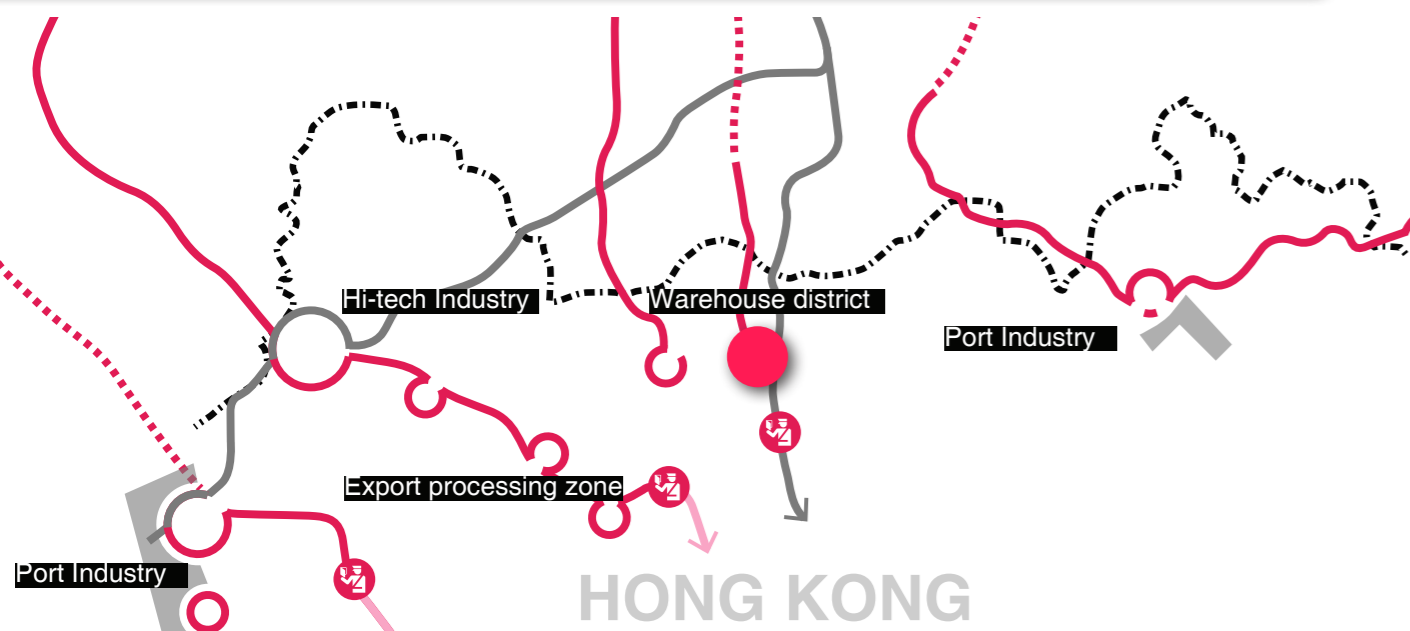 Hi-tech Industry
Warehouse district
Port Industry
Export processing zone
Port Industry
HONG KONG